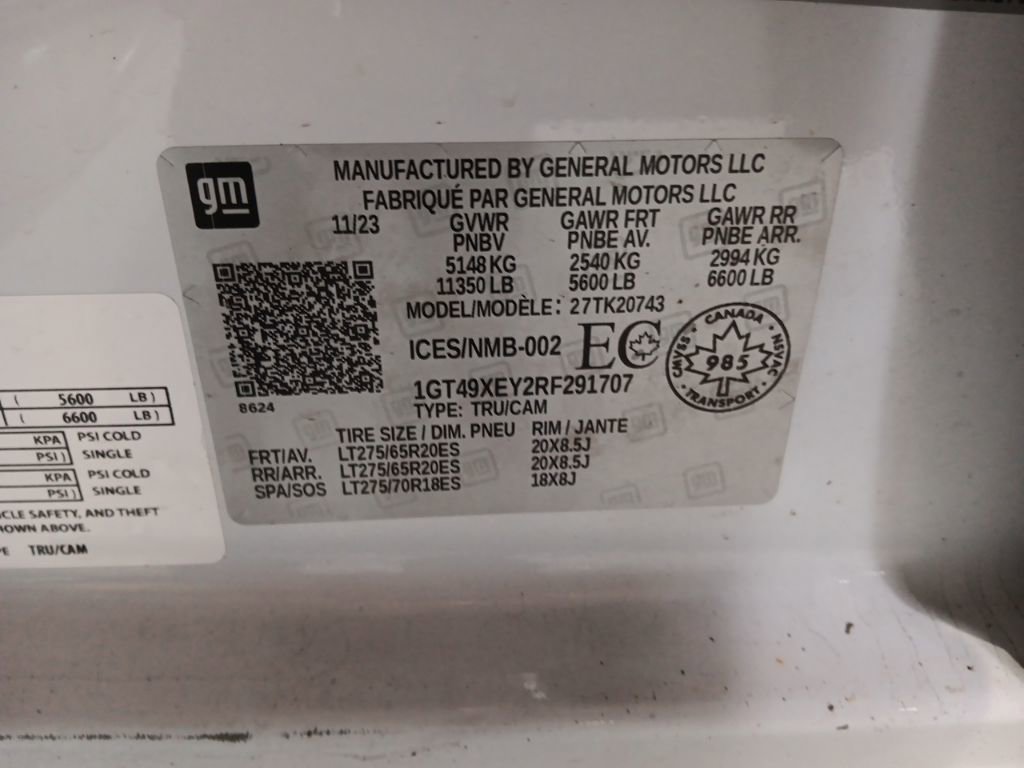 gm
MANUFACTURED BY GENERAL MOTORS LLC
FABRIQUÉ PAR GENERAL MOTORS LLC
11/23 GVWR GAWR FRT GAWR RR
PNBV PNBE AV. PNBE ARR.
5148 KG 2540 KG 2994 KG
11350 LB 5600 LB 6600 LB
MODEL/MODÈLE: 27TK20743
ICES/NMB-002 EC
CANADA
CMVSS 985 NSVAC
TRANSPORT
1GT49XEY2RF291707
8624
TYPE: TRU/CAM
TIRE SIZE / DIM. PNEU RIM / JANTE
FRT/AV. LT275/65R20ES 20X8.5J
RR/ARR. LT275/65R20ES 20X8.5J
SPA/SOS LT275/70R18ES 18X8J
( 5600 LB)
( 6600 LB)
KPA PSI COLD
PSI) SINGLE
KPA PSI COLD
PSI) SINGLE
CLE SAFETY, AND THEFT
HOWN ABOVE.
PE TRU/CAM